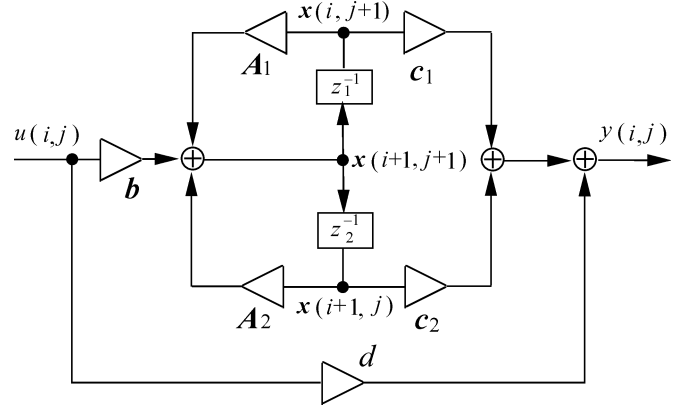 x(i, j+1)
A1
c1
z1^-1
u(i,j)
b
x(i+1, j+1)
y(i,j)
z2^-1
x(i+1, j)
A2
c2
d